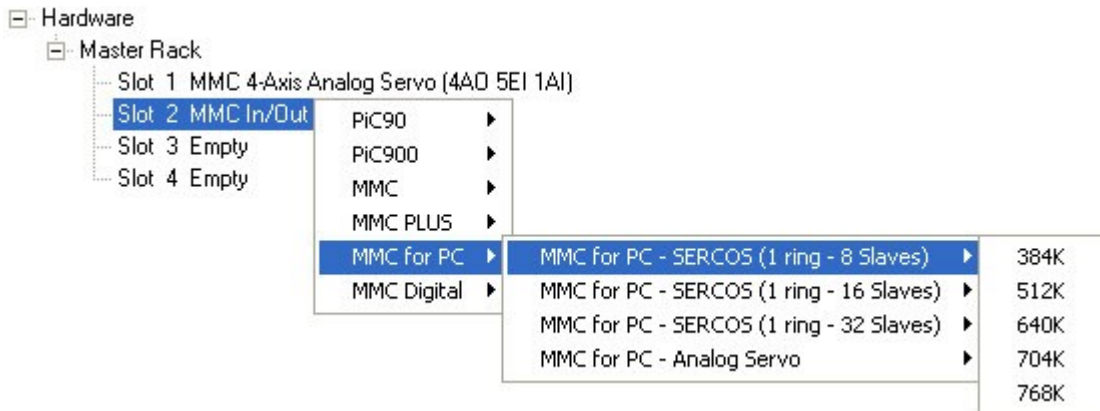 Hardware
Master Rack
Slot 1 MMC 4-Axis Analog Servo (4AO 5EI 1AI)
Slot 2 MMC In/Out
Slot 3 Empty
Slot 4 Empty
PiC90
PiC900
MMC
MMC PLUS
MMC for PC
MMC Digital
MMC for PC - SERCOS (1 ring - 8 Slaves)
MMC for PC - SERCOS (1 ring - 16 Slaves)
MMC for PC - SERCOS (1 ring - 32 Slaves)
MMC for PC - Analog Servo
384K
512K
640K
704K
768K